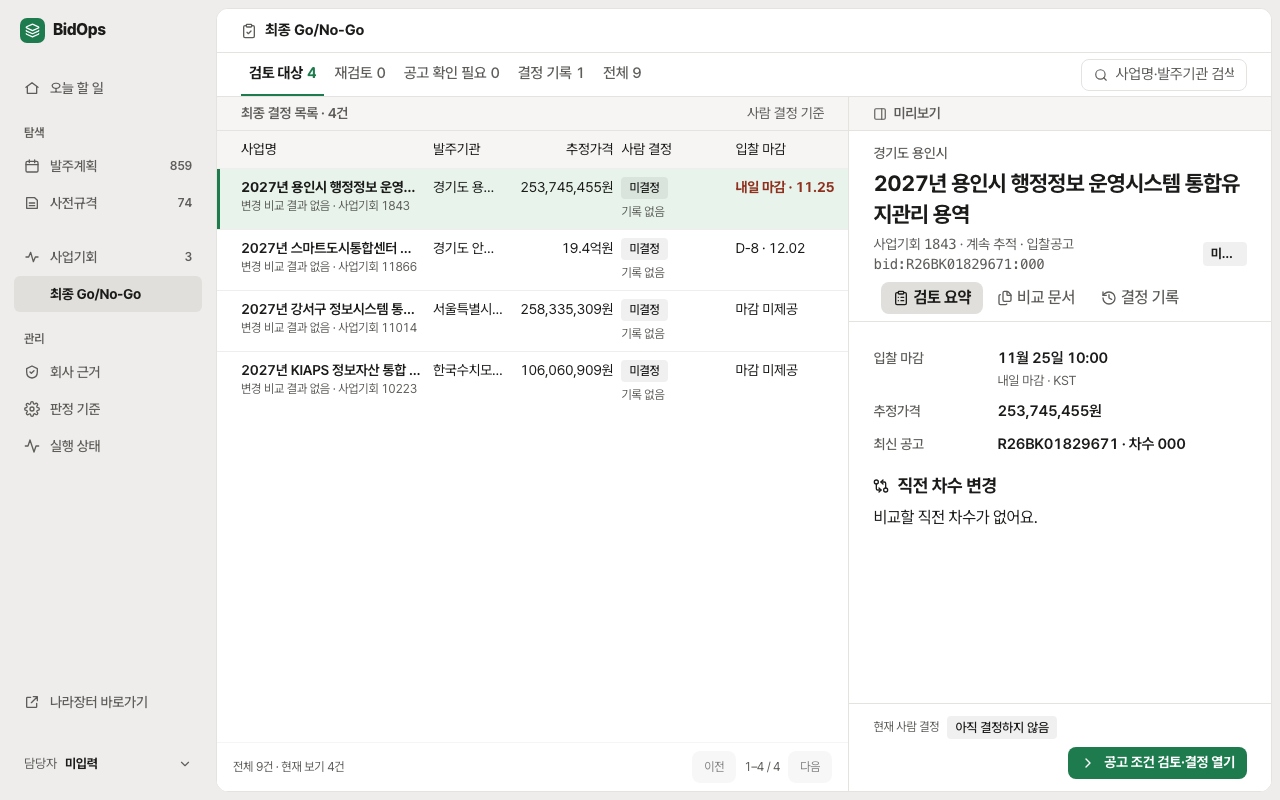 BidOps
오늘 할 일
탐색
발주계획 859
사전규격 74
사업기회 3
최종 Go/No-Go
관리
회사 근거
판정 기준
실행 상태
나라장터 바로가기
담당자 미입력
최종 Go/No-Go
검토 대상 4 재검토 0 공고 확인 필요 0 결정 기록 1 전체 9
사업명·발주기관 검색
최종 결정 목록 · 4건 사람 결정 기준
사업명 발주기관 추정가격 사람 결정 입찰 마감
2027년 용인시 행정정보 운영... 경기도 용... 253,745,455원 미결정 내일 마감 · 11.25
변경 비교 결과 없음 · 사업기회 1843 기록 없음
2027년 스마트도시통합센터 ... 경기도 안... 19.4억원 미결정 D-8 · 12.02
변경 비교 결과 없음 · 사업기회 11866 기록 없음
2027년 강서구 정보시스템 통... 서울특별시... 258,335,309원 미결정 마감 미제공
변경 비교 결과 없음 · 사업기회 11014 기록 없음
2027년 KIAPS 정보자산 통합 ... 한국수치모... 106,060,909원 미결정 마감 미제공
변경 비교 결과 없음 · 사업기회 10223 기록 없음
전체 9건 · 현재 보기 4건 이전 1–4 / 4 다음
미리보기
경기도 용인시
2027년 용인시 행정정보 운영시스템 통합유
지관리 용역
사업기회 1843 · 계속 추적 · 입찰공고
bid:R26BK01829671:000
미...
검토 요약 비교 문서 결정 기록
입찰 마감 11월 25일 10:00
내일 마감 · KST
추정가격 253,745,455원
최신 공고 R26BK01829671 · 차수 000
직전 차수 변경
비교할 직전 차수가 없어요.
현재 사람 결정 아직 결정하지 않음
공고 조건 검토·결정 열기